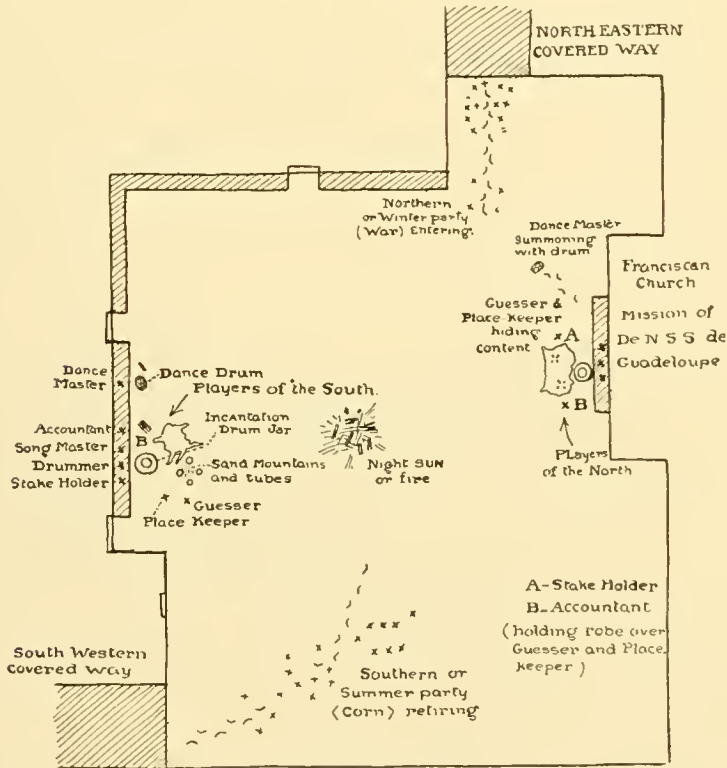 NORTH EASTERN
COVERED WAY
Northern
or Winter party
(War) Entering.
Dance Master
Summoning
with drum
Franciscan
Church
Mission of
De N S S de
Guadeloupe
Guesser &
Place-Keeper
hiding
content
A
B
Players
of the North
Dance
Master
Dance Drum
Players of the South.
Accountant
B
Song Master
Drummer
Stake Holder
Incantation
Drum Jar
Sand Mountains
and tubes
Guesser
Place Keeper
Night Sun
or fire
A-Stake Holder
B-Accountant
(holding robe over
Guesser and Place
keeper)
South Western
covered Way
Southern or
Summer party
(Corn) retiring